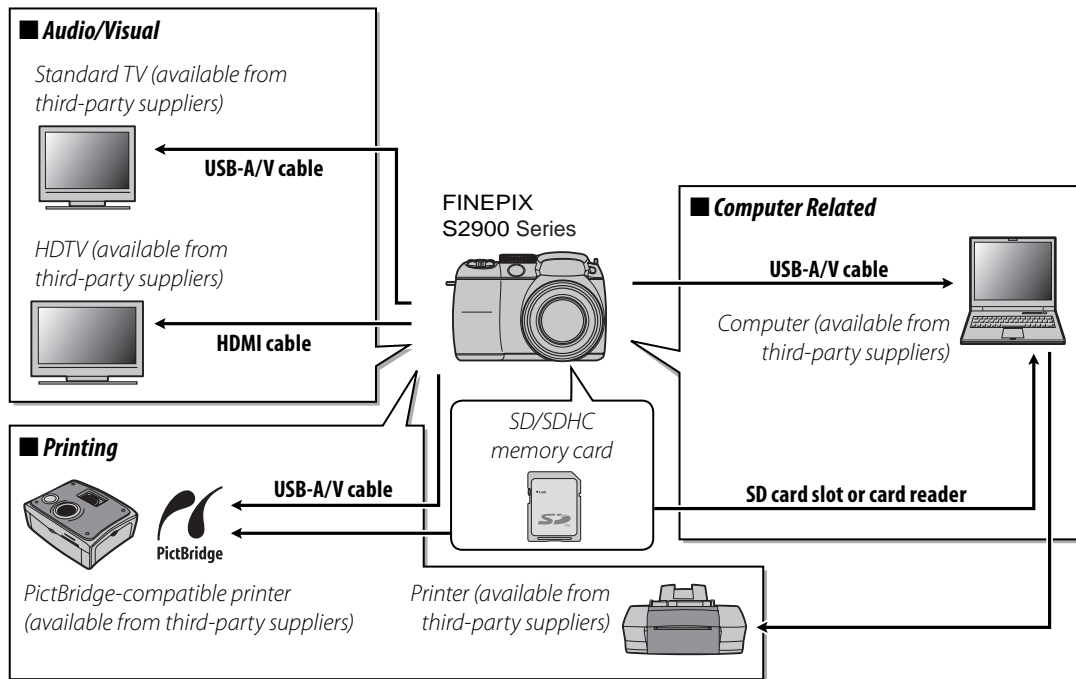 ■ Audio/Visual
Standard TV (available from
third-party suppliers)
USB-A/V cable
HDTV (available from
third-party suppliers)
HDMI cable
FINEPIX
S2900 Series
■ Computer Related
USB-A/V cable
Computer (available from
third-party suppliers)
SD/SDHC
memory card
Lock
SD
SD card slot or card reader
■ Printing
USB-A/V cable
PictBridge
PictBridge-compatible printer
(available from third-party suppliers)
Printer (available from
third-party suppliers)